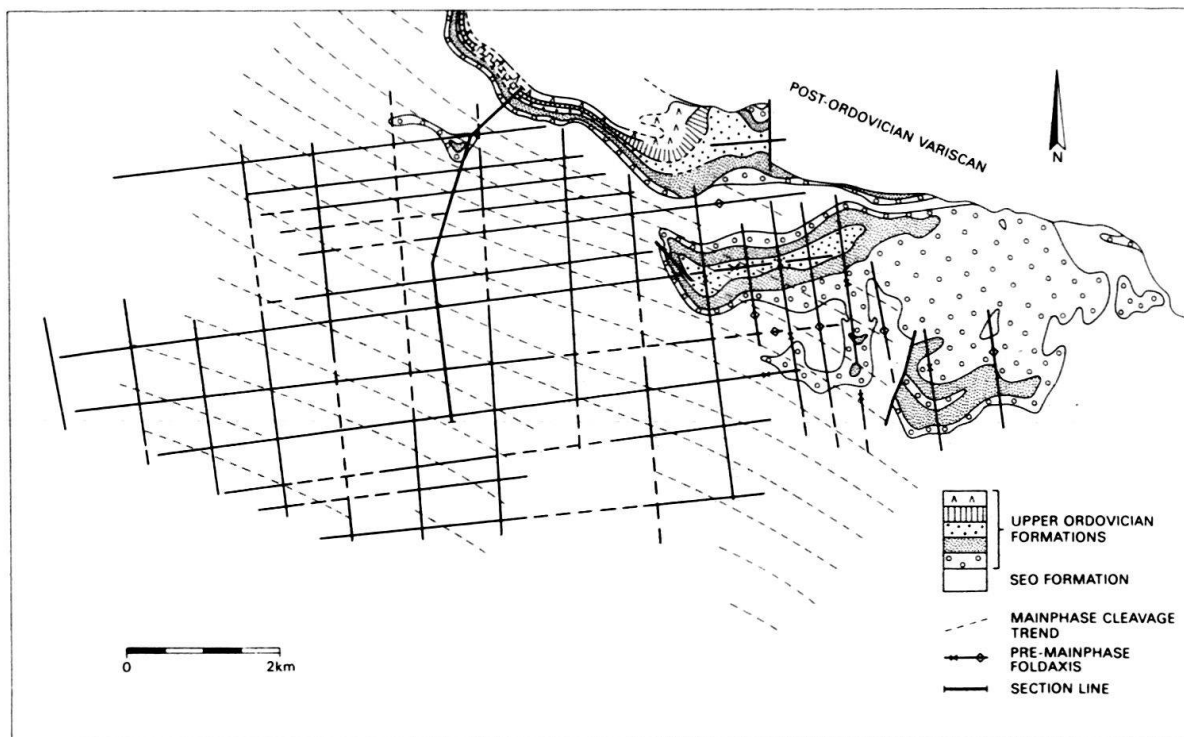 POST-ORDOVICIAN VARISCAN
N
UPPER ORDOVICIAN
FORMATIONS
SEO FORMATION
MAINPHASE CLEAVAGE
TREND
PRE-MAINPHASE
FOLDAXIS
SECTION LINE
0 2km